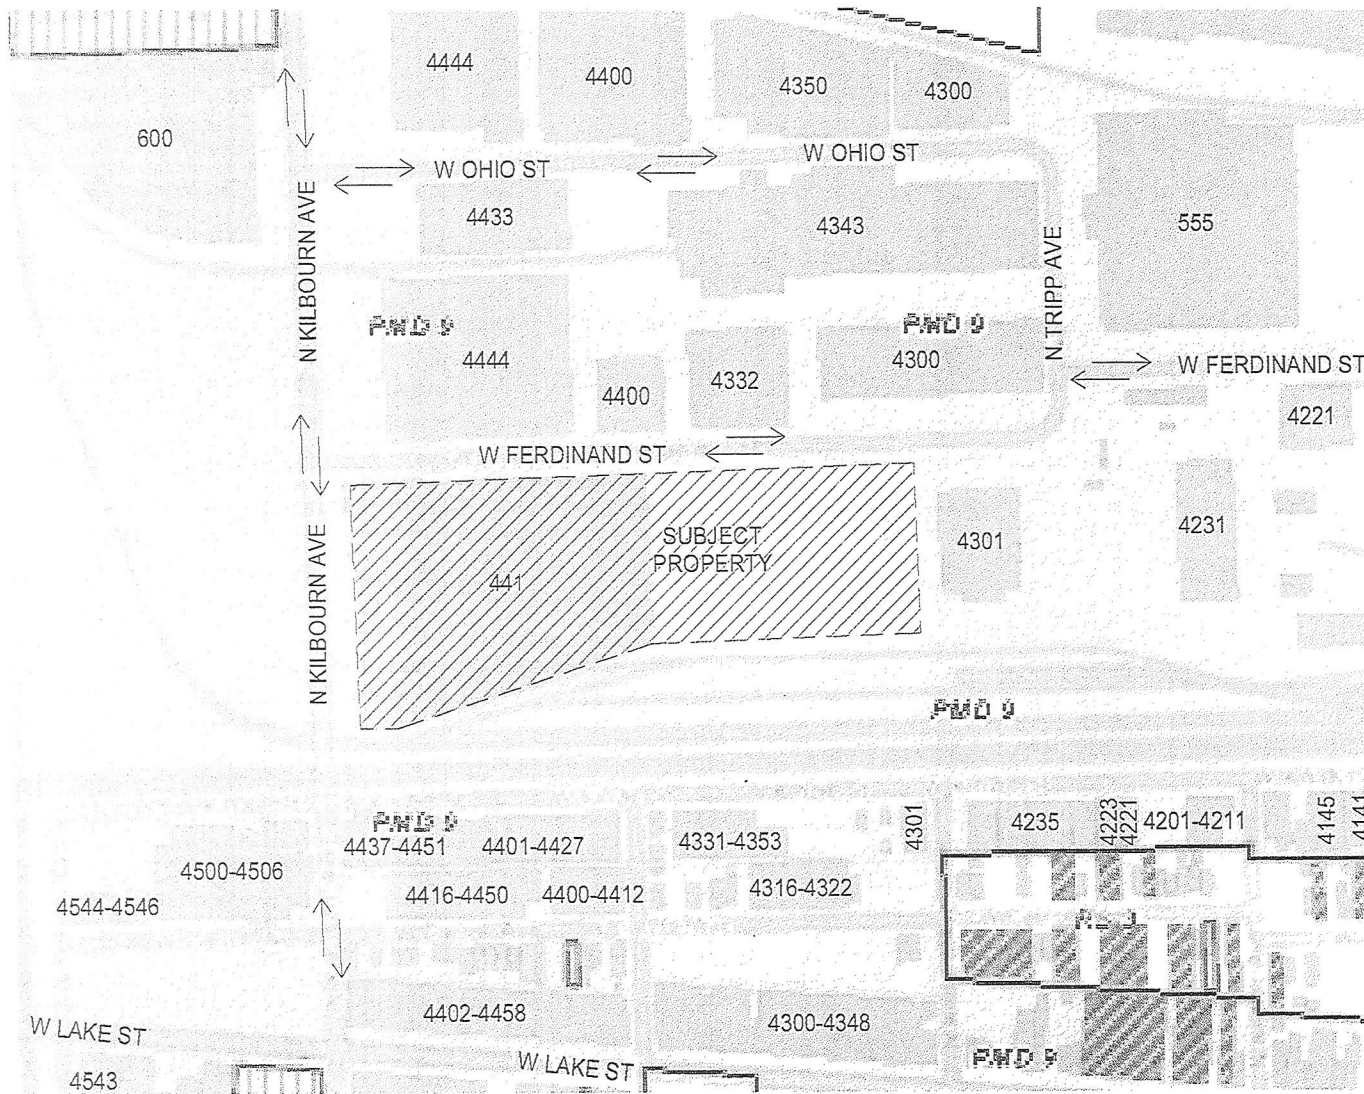 4444
4400
4350
4300
600
W OHIO ST
W OHIO ST
N KILBOURN AVE
4433
4343
555
N. TRIPP AVE
PMD 9
PMD 9
4444
4400
4332
4300
W FERDINAND ST
4221
W FERDINAND ST
N KILBOURN AVE
441
SUBJECT
PROPERTY
4301
4231
PMD 9
PMD 9
4437-4451
4401-4427
4331-4353
4301
4235
4223
4221
4201-4211
4145
4141
4500-4506
4544-4546
4416-4450
4400-4412
4316-4322
4402-4458
4300-4348
W LAKE ST
W LAKE ST
4543
PMD 9